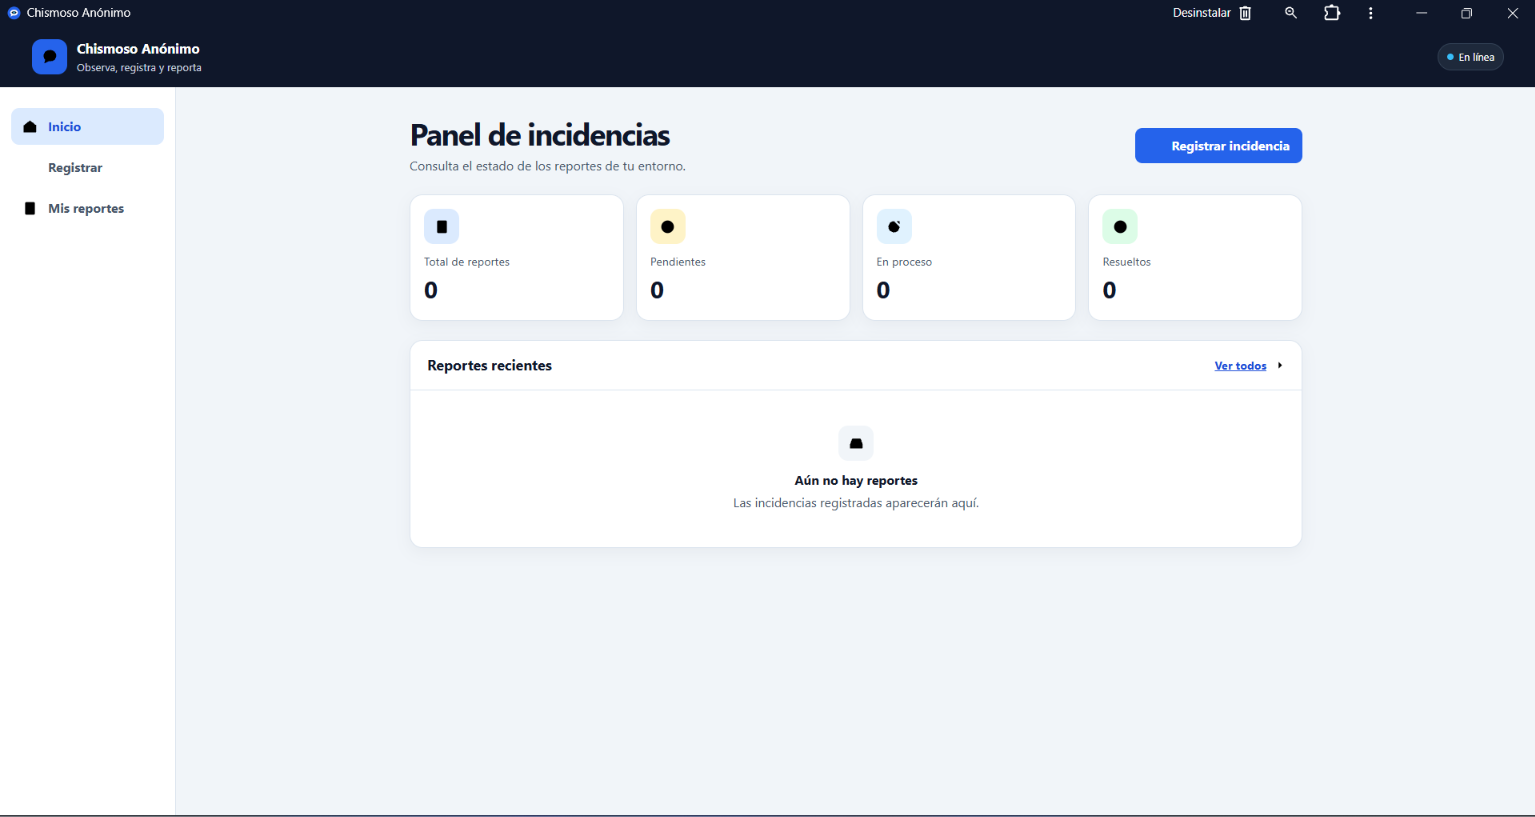 Chismoso Anónimo
Desinstalar
Chismoso Anónimo
Observa, registra y reporta
En línea
Inicio
Registrar
Mis reportes
Panel de incidencias
Consulta el estado de los reportes de tu entorno.
Registrar incidencia
Total de reportes
0
Pendientes
0
En proceso
0
Resueltos
0
Reportes recientes
Ver todos
Aún no hay reportes
Las incidencias registradas aparecerán aquí.